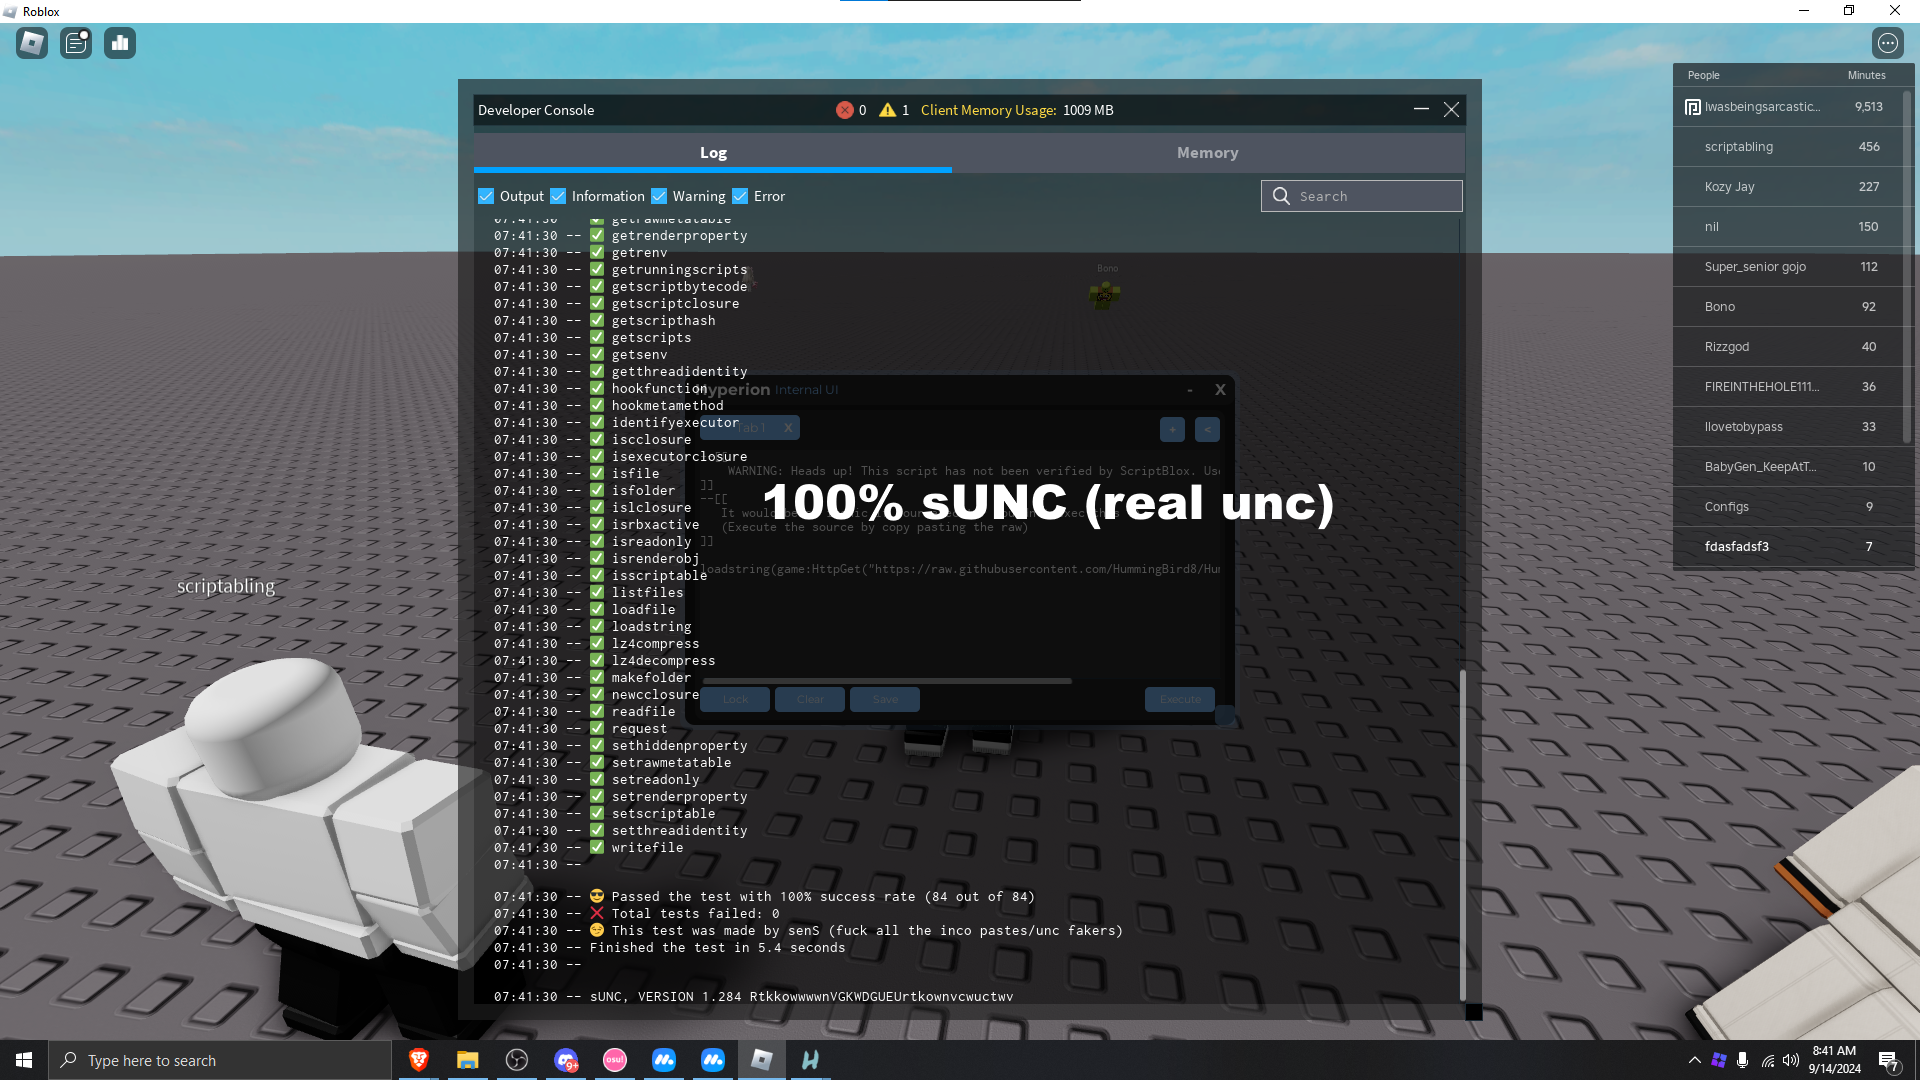 Roblox
People Minutes
Iwasbeingsarcastic... 9,513
scriptabling 456
Kozy Jay 227
nil 150
Super_senior gojo 112
Bono 92
Rizzgod 40
FIREINTHEHOLE111... 36
Ilovetobypass 33
BabyGen_KeepAtT... 10
Configs 9
fdasfadsf3 7
Developer Console 0 1 Client Memory Usage: 1009 MB
Log Memory
Output Information Warning Error Search
07:41:30 -- ✅ getrawmetatable
07:41:30 -- ✅ getrenderproperty
07:41:30 -- ✅ getrenv
07:41:30 -- ✅ getrunningscripts
07:41:30 -- ✅ getscriptbytecode
07:41:30 -- ✅ getscriptclosure
07:41:30 -- ✅ getscripthash
07:41:30 -- ✅ getscripts
07:41:30 -- ✅ getsenv
07:41:30 -- ✅ getthreadidentity
07:41:30 -- ✅ hookfunction
07:41:30 -- ✅ hookmetamethod
07:41:30 -- ✅ identifyexecutor
07:41:30 -- ✅ iscclosure
07:41:30 -- ✅ isexecutorclosure
07:41:30 -- ✅ isfile
07:41:30 -- ✅ isfolder
07:41:30 -- ✅ islclosure
07:41:30 -- ✅ isrbxactive
07:41:30 -- ✅ isreadonly
07:41:30 -- ✅ isrenderobj
07:41:30 -- ✅ isscriptable
07:41:30 -- ✅ listfiles
07:41:30 -- ✅ loadfile
07:41:30 -- ✅ loadstring
07:41:30 -- ✅ lz4compress
07:41:30 -- ✅ lz4decompress
07:41:30 -- ✅ makefolder
07:41:30 -- ✅ newcclosure
07:41:30 -- ✅ readfile
07:41:30 -- ✅ request
07:41:30 -- ✅ sethiddenproperty
07:41:30 -- ✅ setrawmetatable
07:41:30 -- ✅ setreadonly
07:41:30 -- ✅ setrenderproperty
07:41:30 -- ✅ setscriptable
07:41:30 -- ✅ setthreadidentity
07:41:30 -- ✅ writefile
07:41:30 --
07:41:30 -- 😎 Passed the test with 100% success rate (84 out of 84)
07:41:30 -- ❌ Total tests failed: 0
07:41:30 -- 😏 This test was made by senS (fuck all the inco pastes/unc fakers)
07:41:30 -- Finished the test in 5.4 seconds
07:41:30 --
07:41:30 -- sUNC, VERSION 1.284 RtkkowwwwnVGKWDGUEUrtkownvcwuctwv
Bono
Hyperion Internal UI - X
Tab 1 X + <
WARNING: Heads up! This script has not been verified by ScriptBlox. Use
]]
--[[
It would be
(Execute the source by copy pasting the raw)
]]
loadstring(game:HttpGet("https://raw.githubusercontent.com/HummingBird8/Hu
Lock Clear Save Execute
100% sUNC (real unc)
scriptabling
Type here to search
osu!
9+
8:41 AM
9/14/2024
7